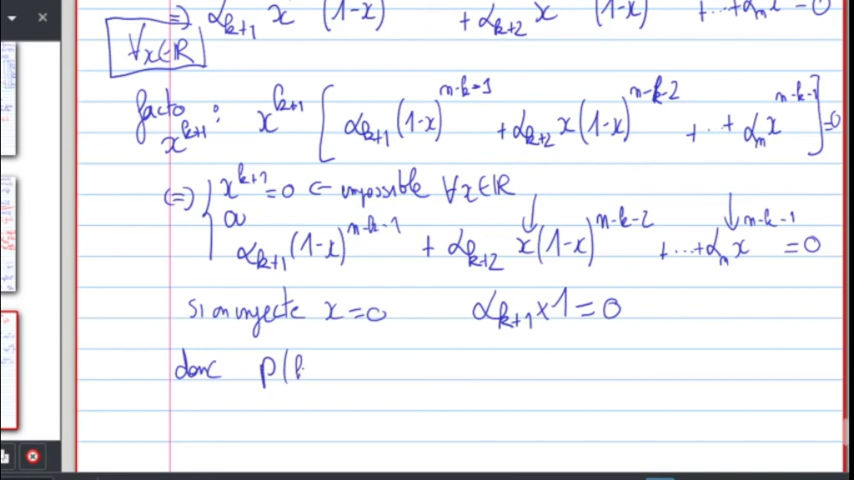 =) α_{k+1} x (1-x) + α_{k+2} x (1-x) +...+α_n x = 0
∀x∈ℝ
facto x^{k+1} : x^{k+1} [ α_{k+1} (1-x)^{n-k-1} + α_{k+2} x(1-x)^{n-k-2} + .. + α_n x^{n-k-1} ] = 0
(=) { x^{k+1} = 0 ← impossible ∀x∈ℝ
ou
α_{k+1} (1-x)^{n-k-1} + α_{k+2} x(1-x)^{n-k-2} +...+ α_n x^{n-k-1} = 0
si on injecte x=0 α_{k+1} × 1 = 0
donc P(